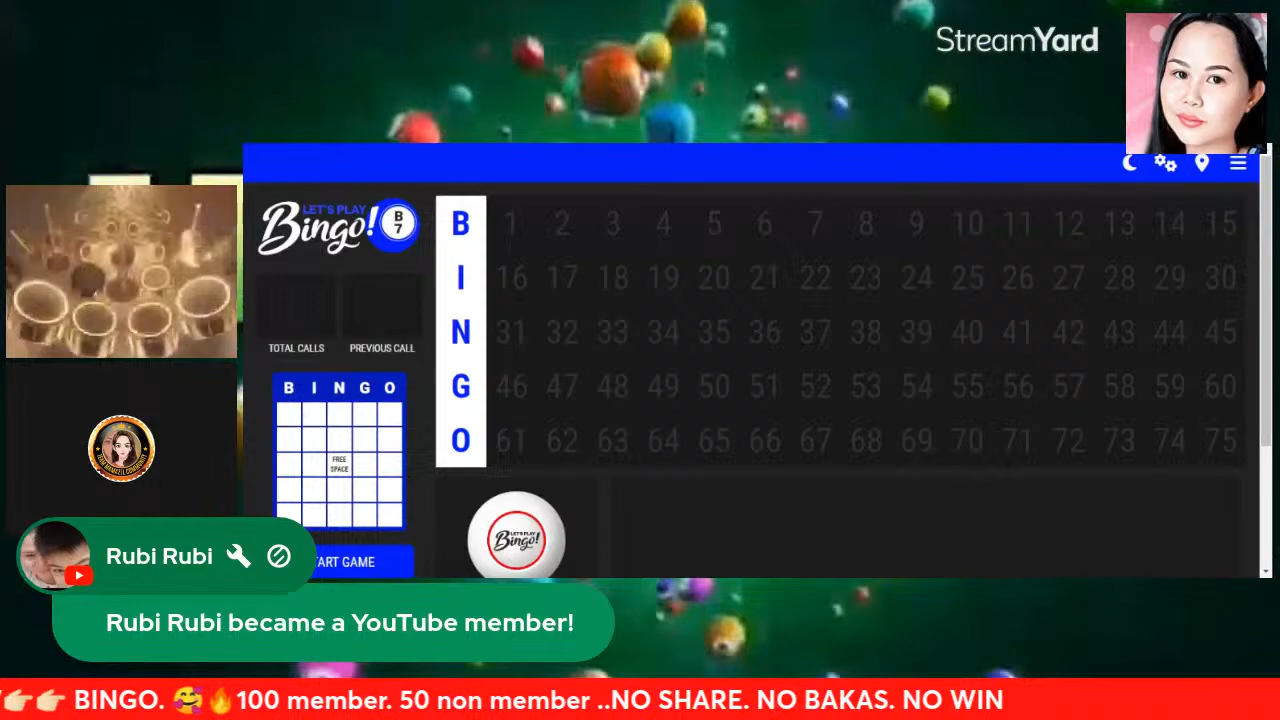 StreamYard
LET'S PLAY
Bingo!
B
7
TOTAL CALLS
PREVIOUS CALL
B I N G O
FREE
SPACE
TART GAME
B 1 2 3 4 5 6 7 8 9 10 11 12 13 14 15
I 16 17 18 19 20 21 22 23 24 25 26 27 28 29 30
N 31 32 33 34 35 36 37 38 39 40 41 42 43 44 45
G 46 47 48 49 50 51 52 53 54 55 56 57 58 59 60
O 61 62 63 64 65 66 67 68 69 70 71 72 73 74 75
LET'S PLAY
Bingo!
Rubi Rubi
Rubi Rubi became a YouTube member!
👉🏻👉🏻 BINGO. 🥰🔥100 member. 50 non member ..NO SHARE. NO BAKAS. NO WIN